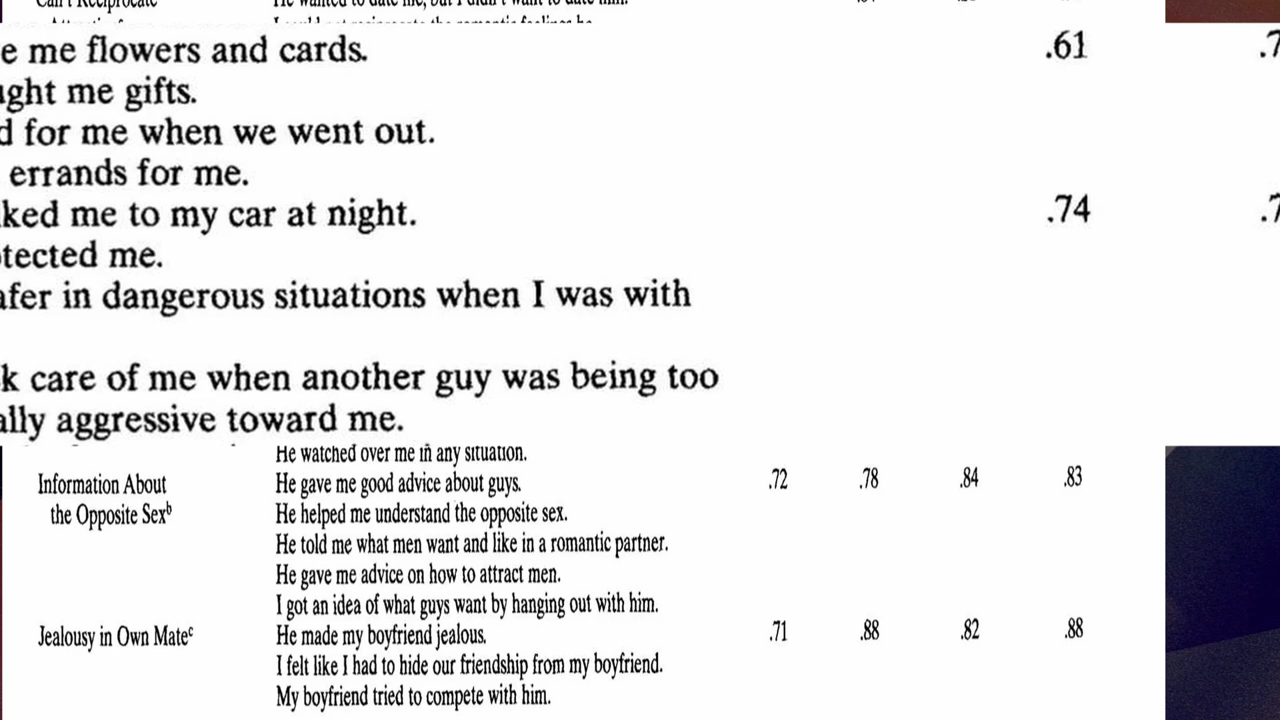 Can't Reciprocate He wanted to date me, but I didn't want to date him.
e me flowers and cards. .61 .7
ght me gifts.
d for me when we went out.
errands for me.
ked me to my car at night. .74 .7
tected me.
afer in dangerous situations when I was with
k care of me when another guy was being too
ally aggressive toward me.
He watched over me in any situation.
Information About He gave me good advice about guys. .72 .78 .84 .83
the Opposite Sexb He helped me understand the opposite sex.
He told me what men want and like in a romantic partner.
He gave me advice on how to attract men.
I got an idea of what guys want by hanging out with him.
Jealousy in Own Matec He made my boyfriend jealous. .71 .88 .82 .88
I felt like I had to hide our friendship from my boyfriend.
My boyfriend tried to compete with him.